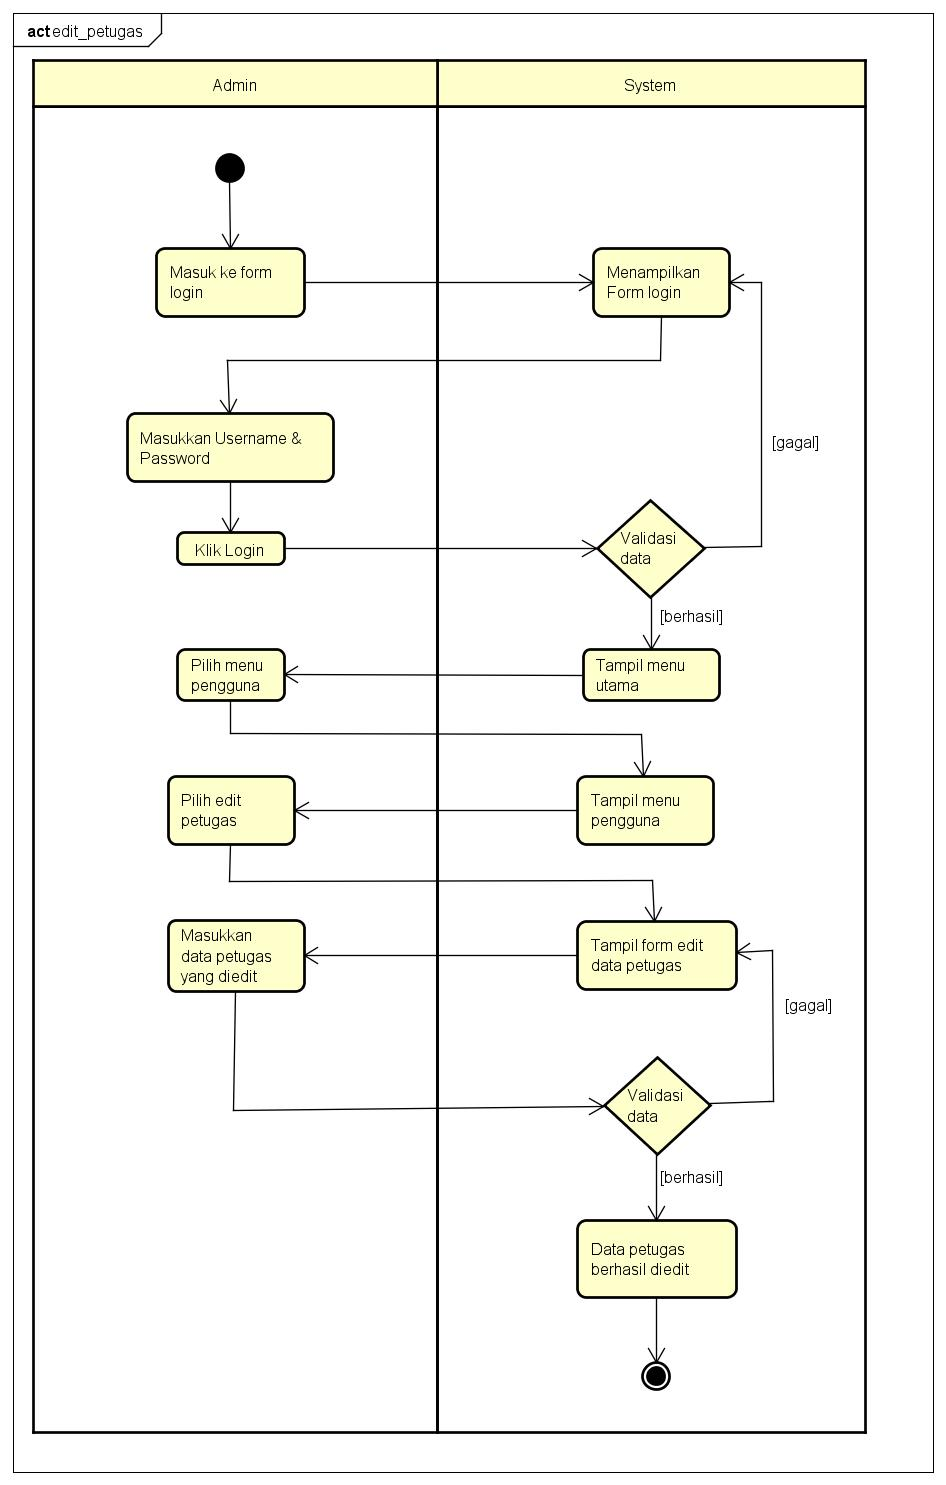 act edit_petugas
Admin
System
Masuk ke form
login
Menampilkan
Form login
Masukkan Username &
Password
[gagal]
Klik Login
Validasi
data
[berhasil]
Pilih menu
pengguna
Tampil menu
utama
Pilih edit
petugas
Tampil menu
pengguna
Masukkan
data petugas
yang diedit
Tampil form edit
data petugas
[gagal]
Validasi
data
[berhasil]
Data petugas
berhasil diedit